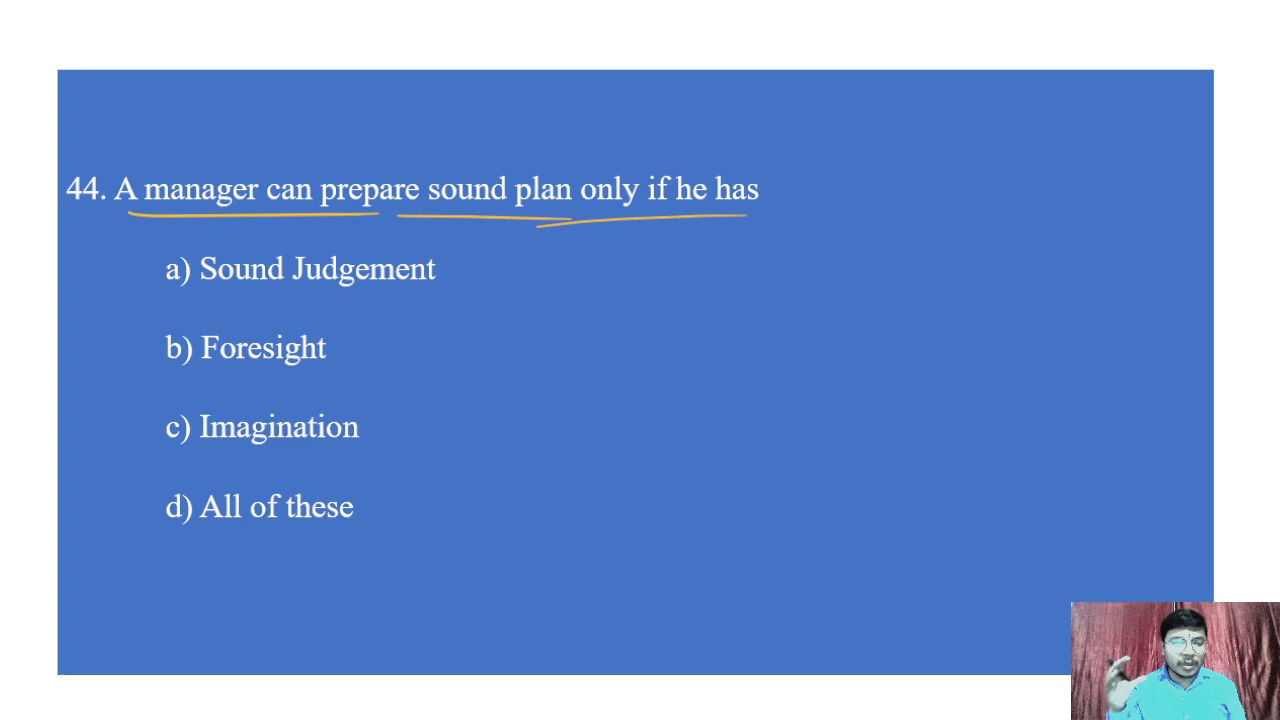 44. A manager can prepare sound plan only if he has
a) Sound Judgement
b) Foresight
c) Imagination
d) All of these